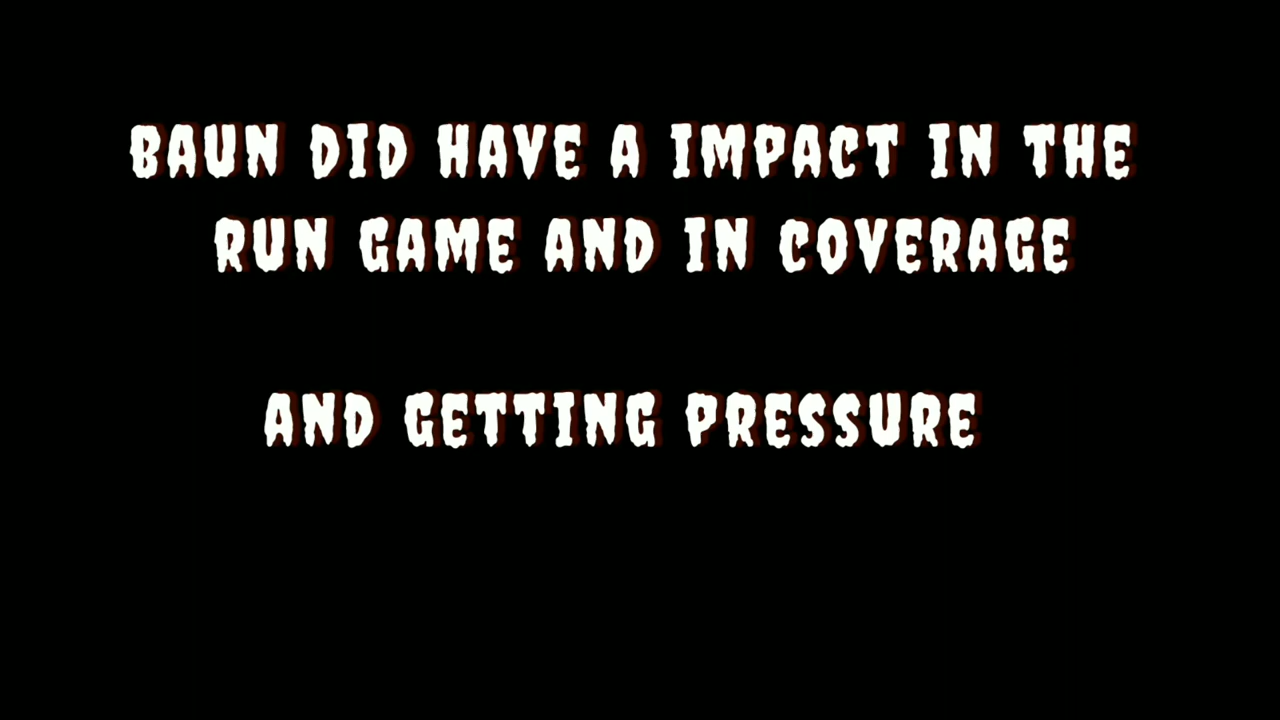 BAUN DID HAVE A IMPACT IN THE
RUN GAME AND IN COVERAGE
AND GETTING PRESSURE